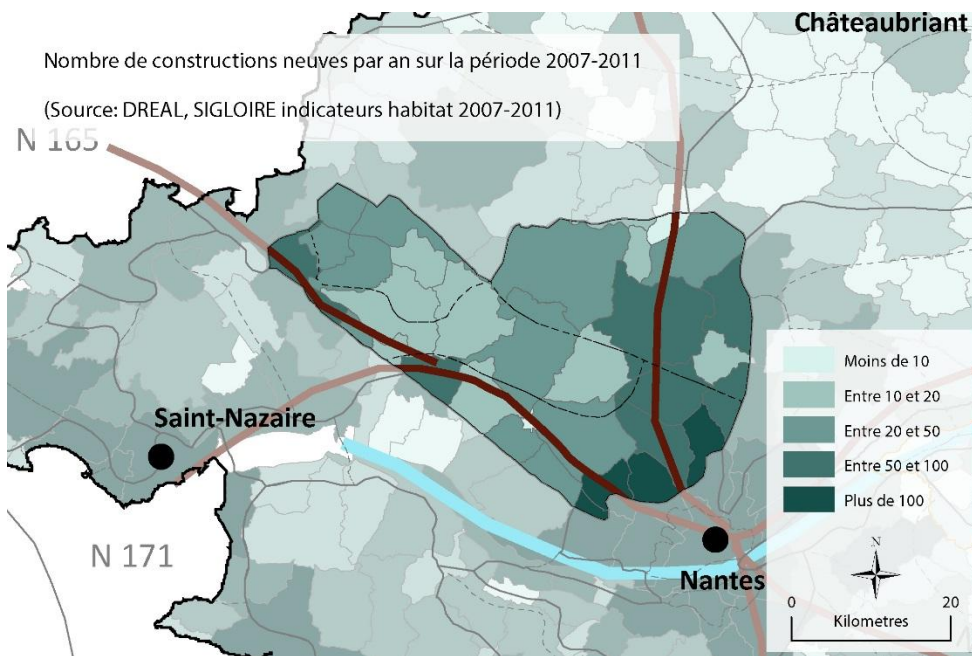 Châteaubriant
Nombre de constructions neuves par an sur la période 2007-2011
(Source: DREAL, SIGLOIRE indicateurs habitat 2007-2011)
N 165
Moins de 10
Entre 10 et 20
Entre 20 et 50
Entre 50 et 100
Plus de 100
Saint-Nazaire
N 171
Nantes
N
0 20
Kilometres